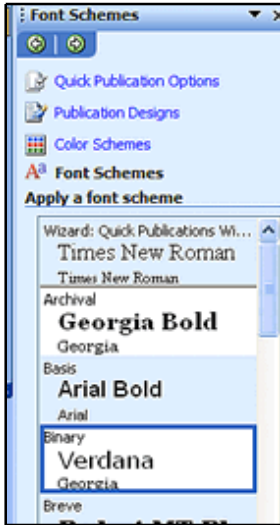 Font Schemes
Quick Publication Options
Publication Designs
Color Schemes
Font Schemes
Apply a font scheme
Wizard: Quick Publications Wi...
Times New Roman
Times New Roman
Archival
Georgia Bold
Georgia
Basis
Arial Bold
Arial
Binary
Verdana
Georgia
Breve